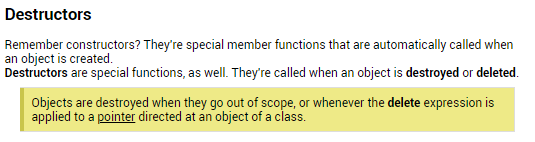 Destructors
Remember constructors? They're special member functions that are automatically called when
an object is created.
Destructors are special functions, as well. They're called when an object is destroyed or deleted.
Objects are destroyed when they go out of scope, or whenever the delete expression is
applied to a pointer directed at an object of a class.